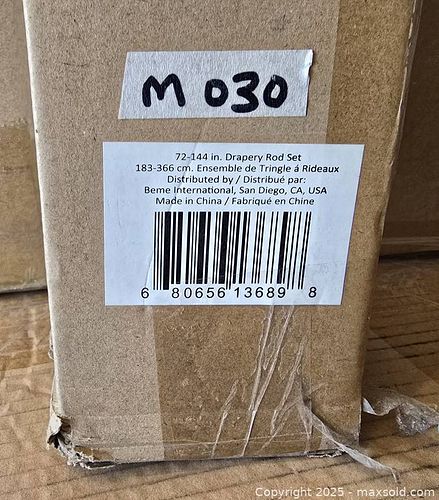 M 030
72-144 in. Drapery Rod Set
183-366 cm. Ensemble de Tringle á Rideaux
Distributed by / Distribué par:
Beme International, San Diego, CA, USA
Made in China / Fabriqué en Chine
6 80656 13689 8
Copyright © 2025 - maxsold.com